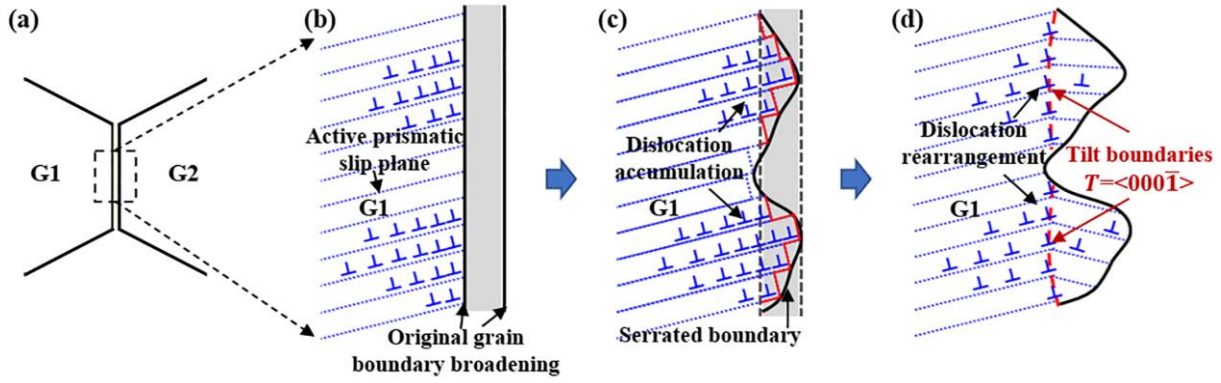 (a)
G1
G2
(b)
Active prismatic
slip plane
G1
Original grain
boundary broadening
(c)
Dislocation
accumulation
G1
Serrated boundary
(d)
Dislocation
rearrangement
Tilt boundaries
T=<0001̅>
G1